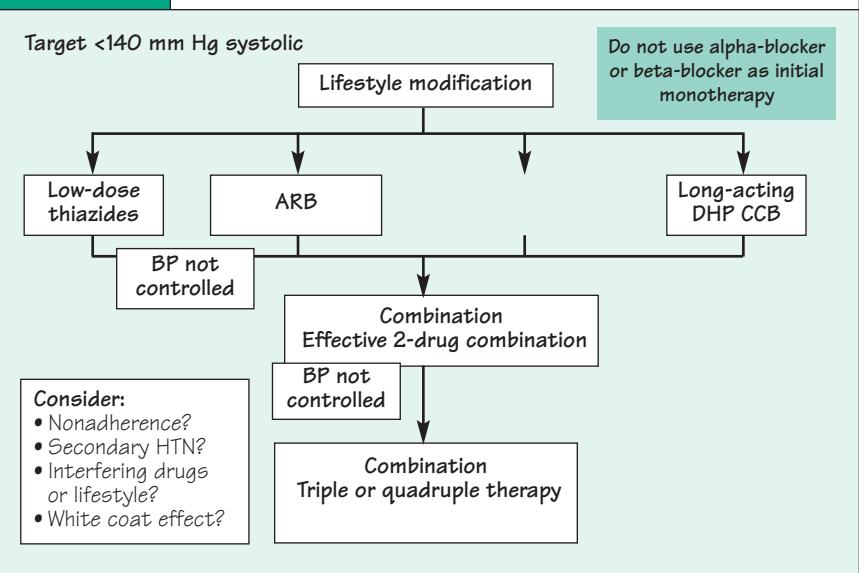 Target <140 mm Hg systolic
Do not use alpha-blocker
or beta-blocker as initial
monotherapy
Lifestyle modification
Low-dose
thiazides
ARB
Long-acting
DHP CCB
BP not
controlled
Combination
Effective 2-drug combination
BP not
controlled
Consider:
• Nonadherence?
• Secondary HTN?
• Interfering drugs
or lifestyle?
• White coat effect?
Combination
Triple or quadruple therapy